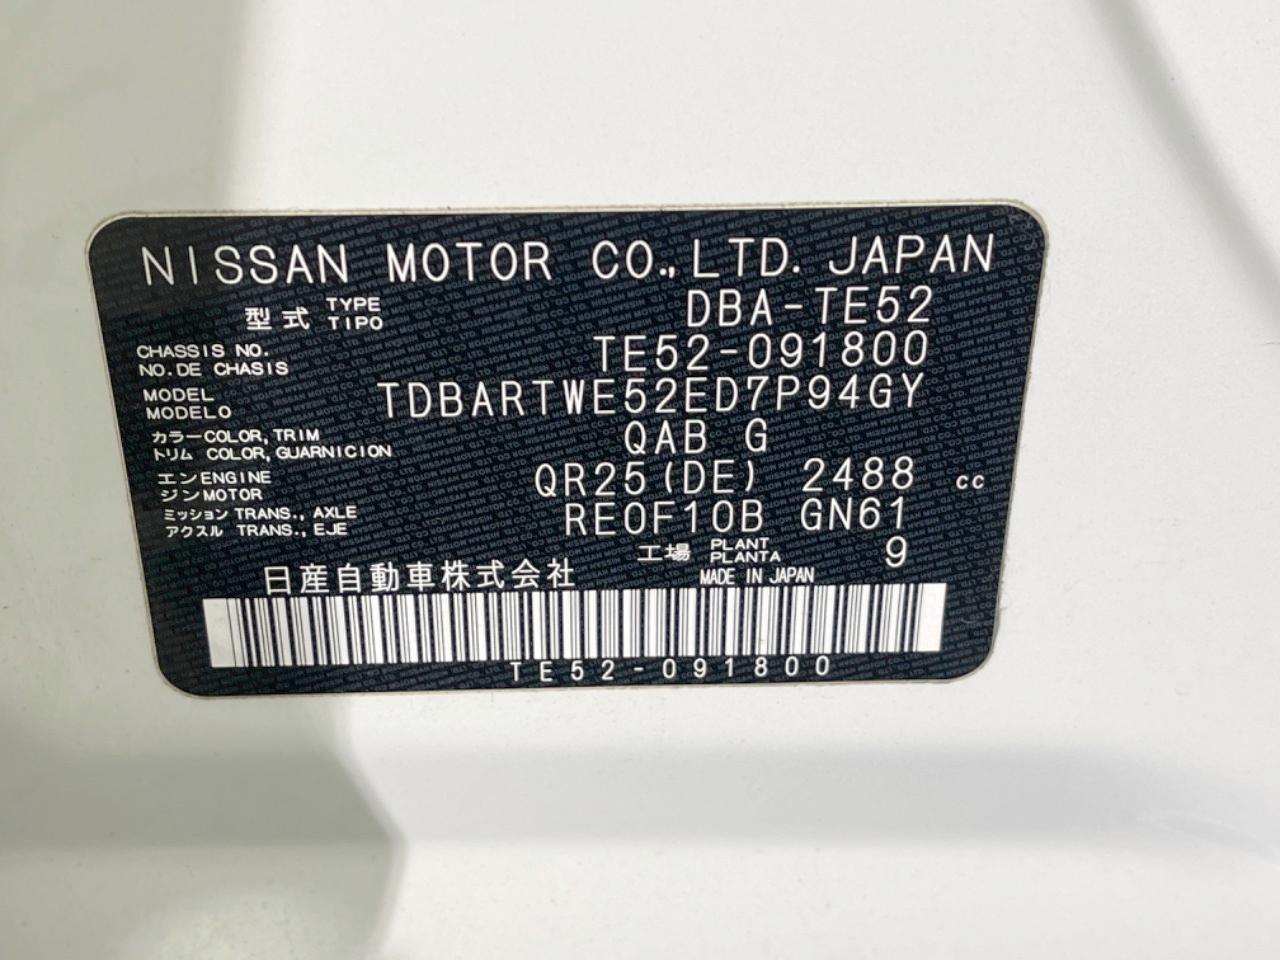 NISSAN MOTOR CO., LTD. JAPAN
型式 TYPE TIPO DBA-TE52
CHASSIS NO. NO. DE CHASIS TE52-091800
MODEL MODELO TDBARTWE52ED7P94GY
カラー COLOR, TRIM トリム COLOR, GUARNICION QAB G
エンジン ENGINE MOTOR QR25(DE) 2488 cc
ミッション TRANS., AXLE アクスル TRANS., EJE RE0F10B GN61
工場 PLANT PLANTA 9
日産自動車株式会社 MADE IN JAPAN
TE52-091800